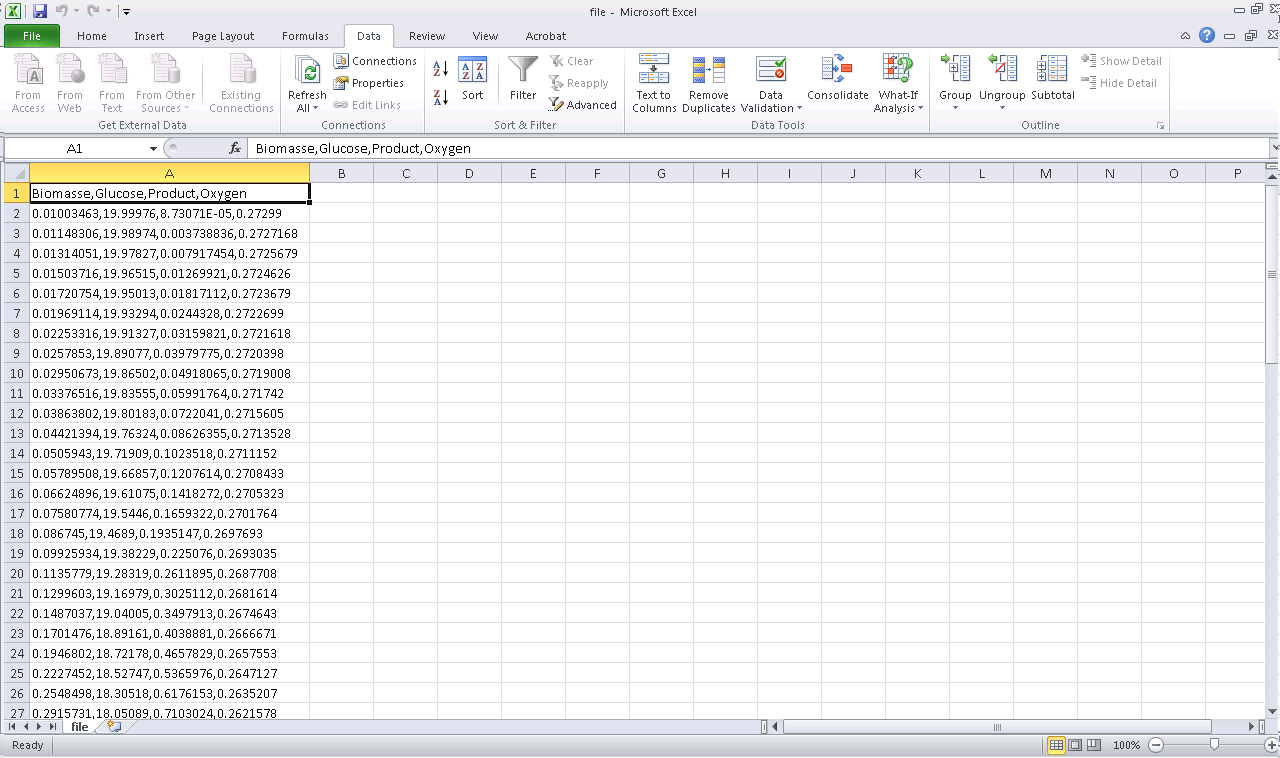 file - Microsoft Excel
File Home Insert Page Layout Formulas Data Review View Acrobat
From Access From Web From Text From Other Sources Existing Connections Refresh All Connections Properties Edit Links Sort Filter Clear Reapply Advanced Text to Columns Remove Duplicates Data Validation Consolidate What-If Analysis Group Ungroup Subtotal Show Detail Hide Detail
Get External Data Connections Sort & Filter Data Tools Outline
A1 fx Biomasse,Glucose,Product,Oxygen
A B C D E F G H I J K L M N O P
1 Biomasse,Glucose,Product,Oxygen
2 0.01003463,19.99976,8.73071E-05,0.27299
3 0.01148306,19.98974,0.003738836,0.2727168
4 0.01314051,19.97827,0.007917454,0.2725679
5 0.01503716,19.96515,0.01269921,0.2724626
6 0.01720754,19.95013,0.01817112,0.2723679
7 0.01969114,19.93294,0.0244328,0.2722699
8 0.02253316,19.91327,0.03159821,0.2721618
9 0.0257853,19.89077,0.03979775,0.2720398
10 0.02950673,19.86502,0.04918065,0.2719008
11 0.03376516,19.83555,0.05991764,0.271742
12 0.03863802,19.80183,0.0722041,0.2715605
13 0.04421394,19.76324,0.08626355,0.2713528
14 0.0505943,19.71909,0.1023518,0.2711152
15 0.05789508,19.66857,0.1207614,0.2708433
16 0.06624896,19.61075,0.1418272,0.2705323
17 0.07580774,19.5446,0.1659322,0.2701764
18 0.086745,19.4689,0.1935147,0.2697693
19 0.09925934,19.38229,0.225076,0.2693035
20 0.1135779,19.28319,0.2611895,0.2687708
21 0.1299603,19.16979,0.3025112,0.2681614
22 0.1487037,19.04005,0.3497913,0.2674643
23 0.1701476,18.89161,0.4038881,0.2666671
24 0.1946802,18.72178,0.4657829,0.2657553
25 0.2227452,18.52747,0.5365976,0.2647127
26 0.2548498,18.30518,0.6176153,0.2635207
27 0.2915731,18.05089,0.7103024,0.2621578
file
Ready 100%